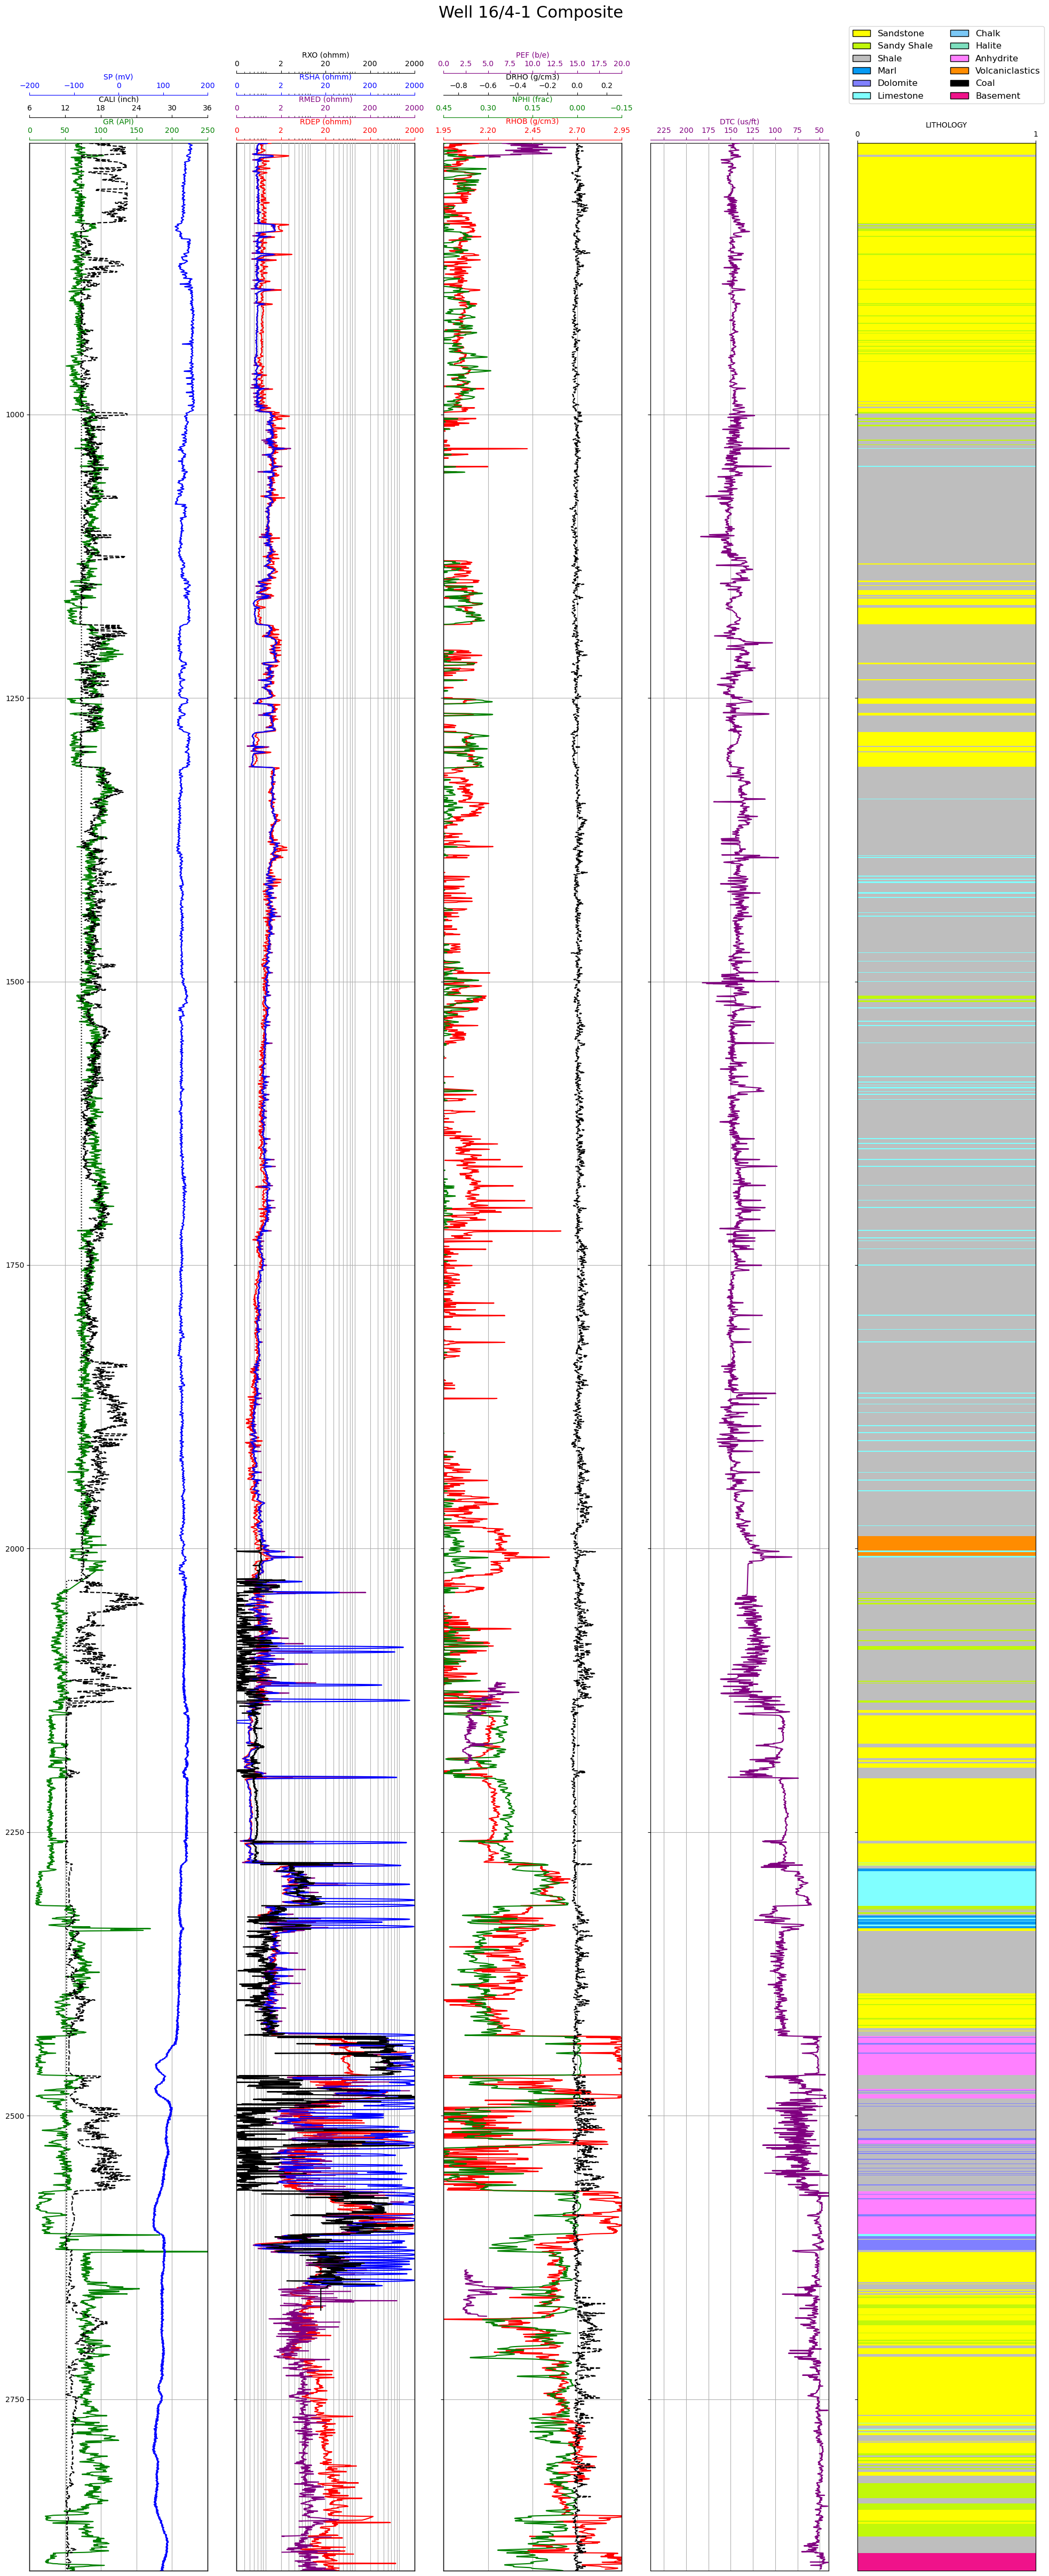 Well 16/4-1 Composite
Sandstone
Sandy Shale
Shale
Marl
Dolomite
Limestone
Chalk
Halite
Anhydrite
Volcaniclastics
Coal
Basement
SP (mV)
−200 −100 0 100 200
CALI (inch)
6 12 18 24 30 36
GR (API)
0 50 100 150 200 250
RXO (ohmm)
0 2 20 200 2000
RSHA (ohmm)
0 2 20 200 2000
RMED (ohmm)
0 2 20 200 2000
RDEP (ohmm)
0 2 20 200 2000
PEF (b/e)
0.0 2.5 5.0 7.5 10.0 12.5 15.0 17.5 20.0
DRHO (g/cm3)
−0.8 −0.6 −0.4 −0.2 0.0 0.2
NPHI (frac)
0.45 0.30 0.15 0.00 −0.15
RHOB (g/cm3)
1.95 2.20 2.45 2.70 2.95
DTC (us/ft)
225 200 175 150 125 100 75 50
LITHOLOGY
0 1
1000
1250
1500
1750
2000
2250
2500
2750